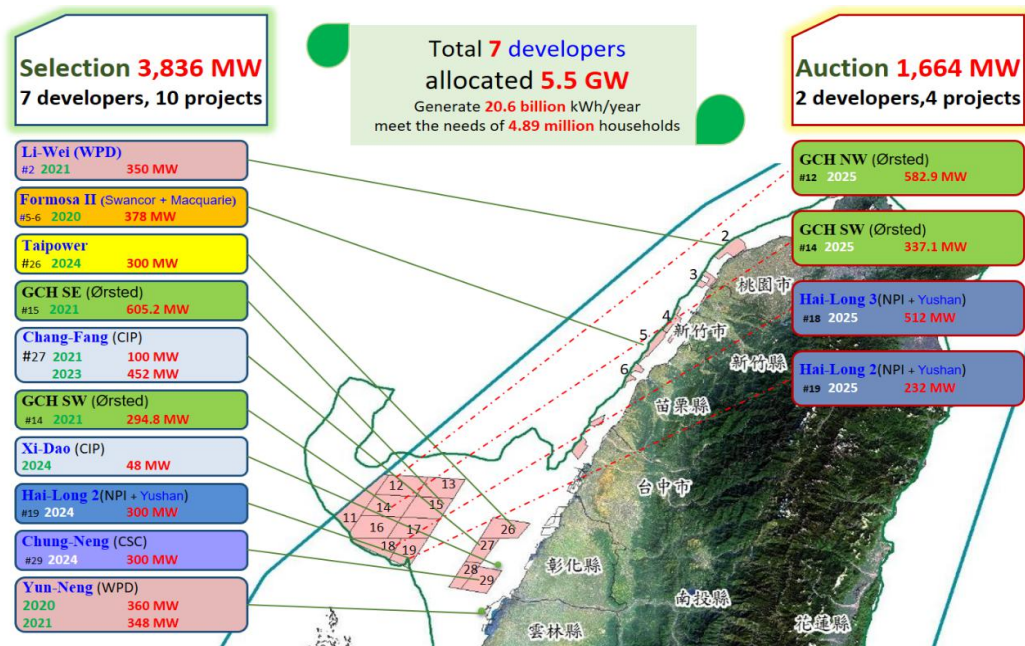 Selection 3,836 MW
7 developers, 10 projects
Total 7 developers
allocated 5.5 GW
Generate 20.6 billion kWh/year
meet the needs of 4.89 million households
Auction 1,664 MW
2 developers,4 projects
Li-Wei (WPD)
#2 2021 350 MW
Formosa II (Swancor + Macquarie)
#5-6 2020 378 MW
Taipower
#26 2024 300 MW
GCH SE (Ørsted)
#15 2021 605.2 MW
Chang-Fang (CIP)
#27 2021 100 MW
2023 452 MW
GCH SW (Ørsted)
#14 2021 294.8 MW
Xi-Dao (CIP)
2024 48 MW
Hai-Long 2(NPI + Yushan)
#19 2024 300 MW
Chung-Neng (CSC)
#29 2024 300 MW
Yun-Neng (WPD)
2020 360 MW
2021 348 MW
GCH NW (Ørsted)
#12 2025 582.9 MW
GCH SW (Ørsted)
#14 2025 337.1 MW
Hai-Long 3(NPI + Yushan)
#18 2025 512 MW
Hai-Long 2(NPI + Yushan)
#19 2025 232 MW
2
3
桃園市
4
新竹市
5
新竹縣
6
苗栗縣
台中市
12
13
14
15
11
16
17
18
19
26
27
28
29
彰化縣
南投縣
雲林縣
花蓮縣